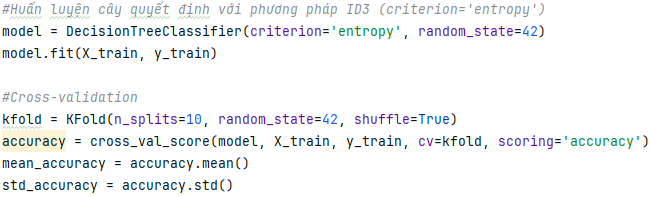 #Huấn luyện cây quyết định với phương pháp ID3 (criterion='entropy')
model = DecisionTreeClassifier(criterion='entropy', random_state=42)
model.fit(X_train, y_train)
#Cross-validation
kfold = KFold(n_splits=10, random_state=42, shuffle=True)
accuracy = cross_val_score(model, X_train, y_train, cv=kfold, scoring='accuracy')
mean_accuracy = accuracy.mean()
std_accuracy = accuracy.std()